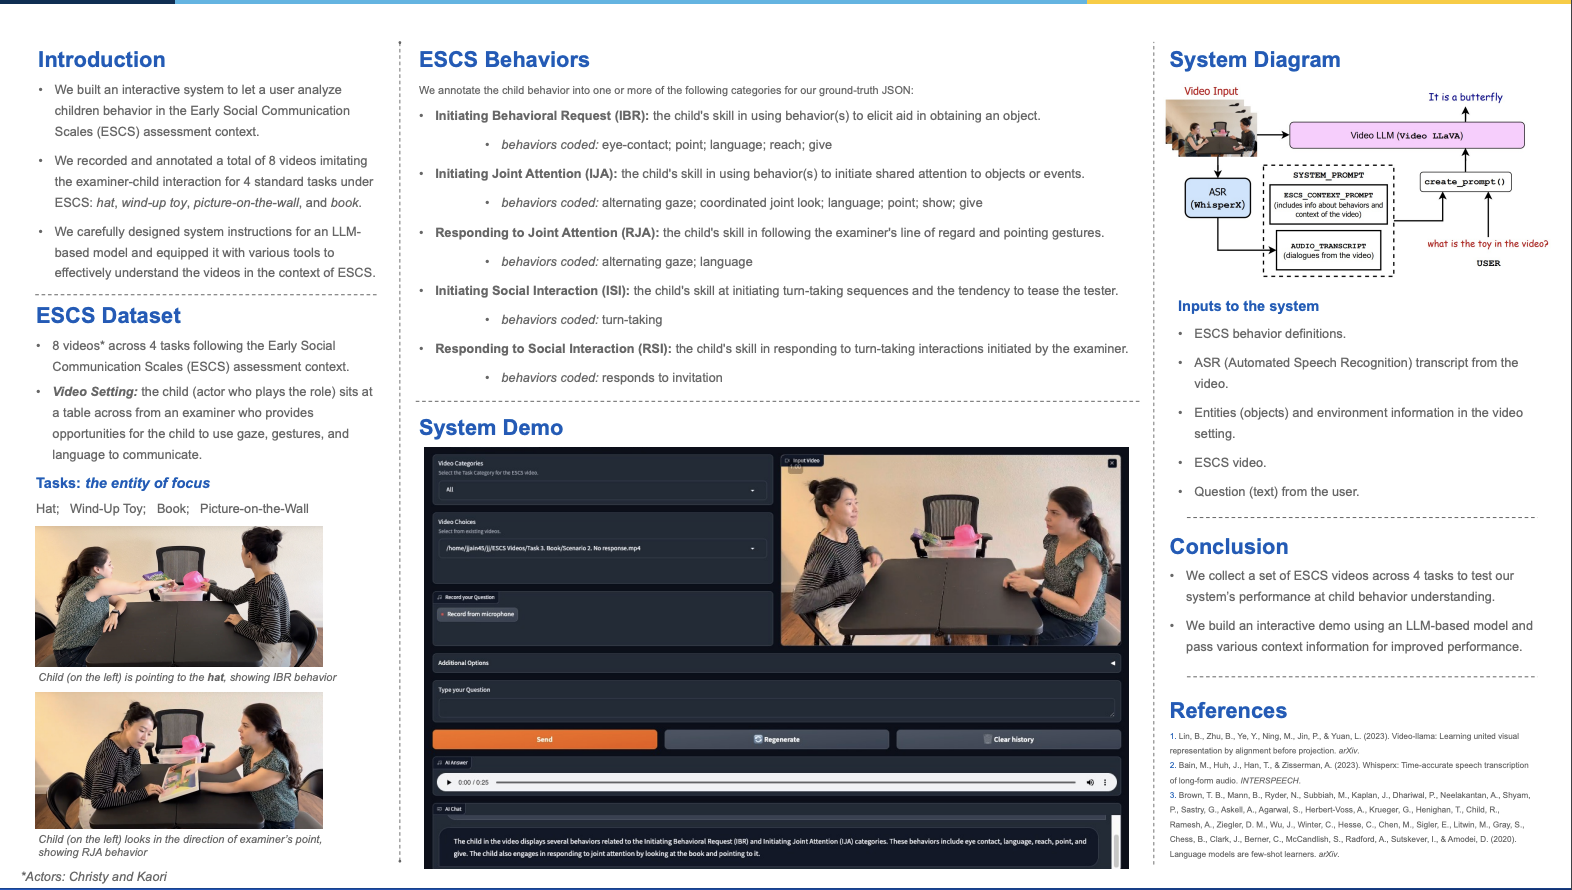 Introduction
• We built an interactive system to let a user analyze
children behavior in the Early Social Communication
Scales (ESCS) assessment context.
• We recorded and annotated a total of 8 videos imitating
the examiner-child interaction for 4 standard tasks under
ESCS: hat, wind-up toy, picture-on-the-wall, and book.
• We carefully designed system instructions for an LLM-
based model and equipped it with various tools to
effectively understand the videos in the context of ESCS.
ESCS Dataset
• 8 videos* across 4 tasks following the Early Social
Communication Scales (ESCS) assessment context.
• Video Setting: the child (actor who plays the role) sits at
a table across from an examiner who provides
opportunities for the child to use gaze, gestures, and
language to communicate.
Tasks: the entity of focus
Hat; Wind-Up Toy; Book; Picture-on-the-Wall
Child (on the left) is pointing to the hat, showing IBR behavior
Child (on the left) looks in the direction of examiner's point,
showing RJA behavior
*Actors: Christy and Kaori
ESCS Behaviors
We annotate the child behavior into one or more of the following categories for our ground-truth JSON:
• Initiating Behavioral Request (IBR): the child's skill in using behavior(s) to elicit aid in obtaining an object.
• behaviors coded: eye-contact; point; language; reach; give
• Initiating Joint Attention (IJA): the child's skill in using behavior(s) to initiate shared attention to objects or events.
• behaviors coded: alternating gaze; coordinated joint look; language; point; show; give
• Responding to Joint Attention (RJA): the child's skill in following the examiner's line of regard and pointing gestures.
• behaviors coded: alternating gaze; language
• Initiating Social Interaction (ISI): the child's skill at initiating turn-taking sequences and the tendency to tease the tester.
• behaviors coded: turn-taking
• Responding to Social Interaction (RSI): the child's skill in responding to turn-taking interactions initiated by the examiner.
• behaviors coded: responds to invitation
System Demo
Video Categories
Select the Task Category for the ESCS video.
All
Video Choices
Select from existing videos.
/home/jjain45/jj/ESCS Videos/Task 3. Book/Scenario 2. No response.mp4
Record your Question
Record from microphone
Input Video
1:00
Additional Options
Type your Question
Send
Regenerate
Clear history
AI Answer
0:00 / 0:25
AI Chat
The child in the video displays several behaviors related to the Initiating Behavioral Request (IBR) and Initiating Joint Attention (IJA) categories. These behaviors include eye contact, language, reach, point, and
give. The child also engages in responding to joint attention by looking at the book and pointing to it.
System Diagram
Video Input
It is a butterfly
Video LLM (Video LLaVA)
ASR
(WhisperX)
SYSTEM_PROMPT
ESCS_CONTEXT_PROMPT
(includes info about behaviors and
context of the video)
AUDIO_TRANSCRIPT
(dialogues from the video)
create_prompt()
what is the toy in the video?
USER
Inputs to the system
• ESCS behavior definitions.
• ASR (Automated Speech Recognition) transcript from the
video.
• Entities (objects) and environment information in the video
setting.
• ESCS video.
• Question (text) from the user.
Conclusion
• We collect a set of ESCS videos across 4 tasks to test our
system's performance at child behavior understanding.
• We build an interactive demo using an LLM-based model and
pass various context information for improved performance.
References
1. Lin, B., Zhu, B., Ye, Y., Ning, M., Jin, P., & Yuan, L. (2023). Video-llama: Learning united visual
representation by alignment before projection. arXiv.
2. Bain, M., Huh, J., Han, T., & Zisserman, A. (2023). Whisperx: Time-accurate speech transcription
of long-form audio. INTERSPEECH.
3. Brown, T. B., Mann, B., Ryder, N., Subbiah, M., Kaplan, J., Dhariwal, P., Neelakantan, A., Shyam,
P., Sastry, G., Askell, A., Agarwal, S., Herbert-Voss, A., Krueger, G., Henighan, T., Child, R.,
Ramesh, A., Ziegler, D. M., Wu, J., Winter, C., Hesse, C., Chen, M., Sigler, E., Litwin, M., Gray, S.,
Chess, B., Clark, J., Berner, C., McCandlish, S., Radford, A., Sutskever, I., & Amodei, D. (2020).
Language models are few-shot learners. arXiv.